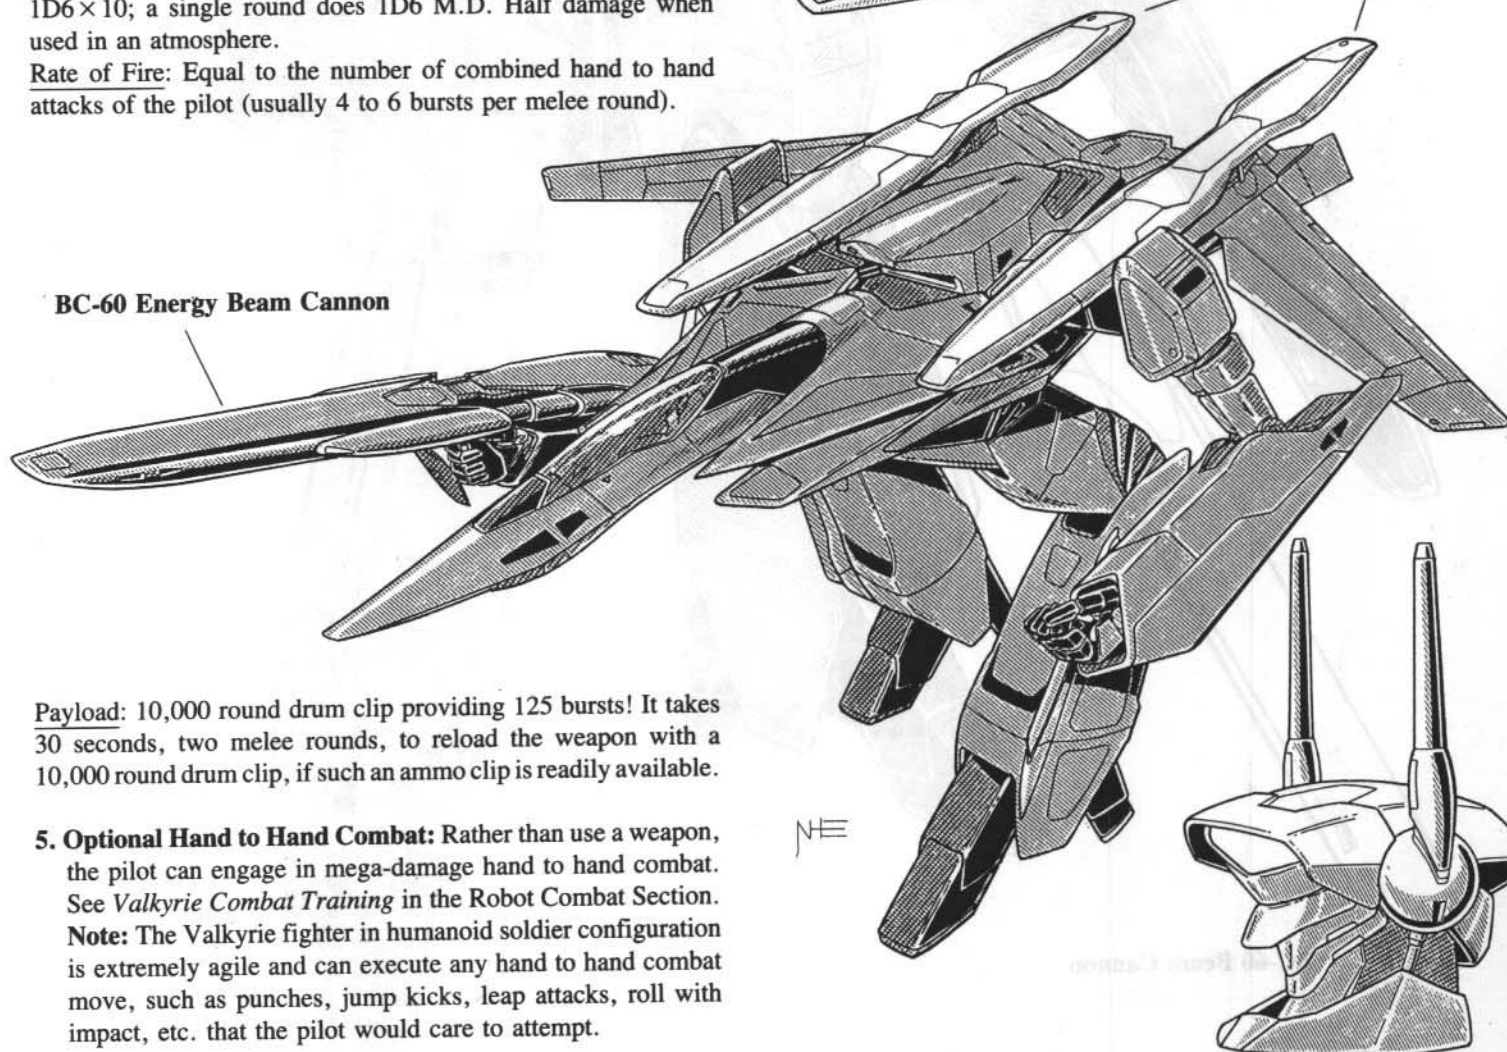 1D6×10; a single round does 1D6 M.D. Half damage when
used in an atmosphere.
Rate of Fire: Equal to the number of combined hand to hand
attacks of the pilot (usually 4 to 6 bursts per melee round).
BC-60 Energy Beam Cannon
Payload: 10,000 round drum clip providing 125 bursts! It takes
30 seconds, two melee rounds, to reload the weapon with a
10,000 round drum clip, if such an ammo clip is readily available.
5. Optional Hand to Hand Combat: Rather than use a weapon,
the pilot can engage in mega-damage hand to hand combat.
See Valkyrie Combat Training in the Robot Combat Section.
Note: The Valkyrie fighter in humanoid soldier configuration
is extremely agile and can execute any hand to hand combat
move, such as punches, jump kicks, leap attacks, roll with
impact, etc. that the pilot would care to attempt.